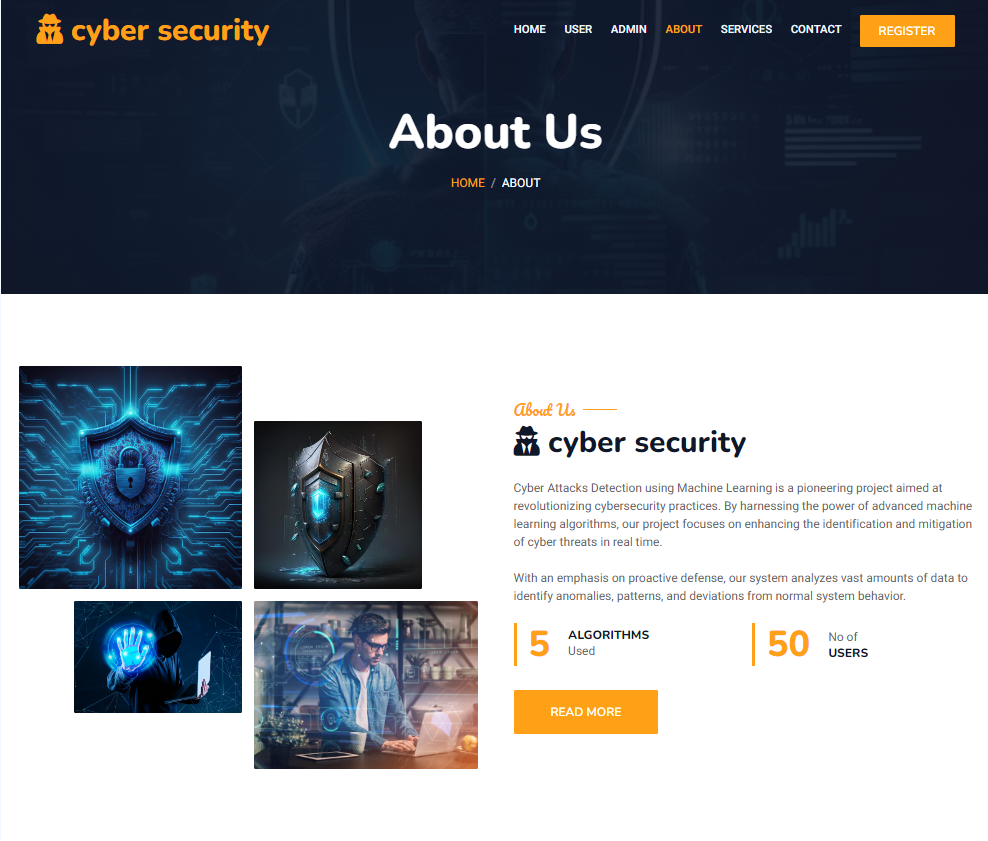 cyber security
HOME USER ADMIN ABOUT SERVICES CONTACT REGISTER
About Us
HOME / ABOUT
About Us
cyber security
Cyber Attacks Detection using Machine Learning is a pioneering project aimed at
revolutionizing cybersecurity practices. By harnessing the power of advanced machine
learning algorithms, our project focuses on enhancing the identification and mitigation
of cyber threats in real time.
With an emphasis on proactive defense, our system analyzes vast amounts of data to
identify anomalies, patterns, and deviations from normal system behavior.
5 ALGORITHMS
Used
50 No of
USERS
READ MORE